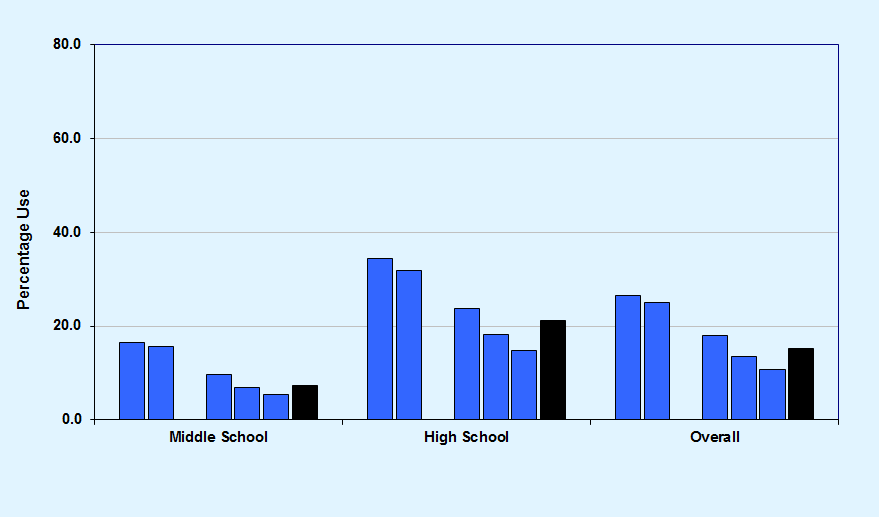 80.0
60.0
40.0
20.0
0.0
Percentage Use
Middle School
High School
Overall